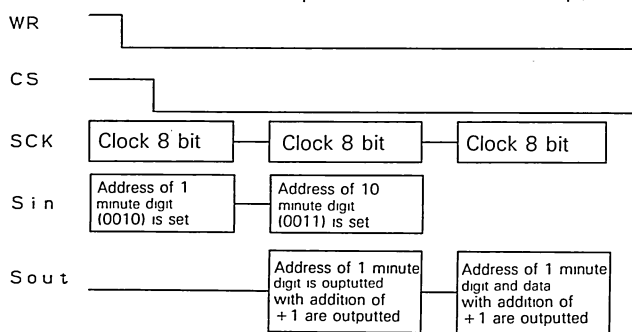 WR
CS
SCK
Clock 8 bit
Clock 8 bit
Clock 8 bit
Sin
Address of 1
minute digit
(0010) is set
Address of 10
minute digit
(0011) is set
Sout
Address of 1 minute
digit is ouptutted
with addition of
+1 are outputted
Address of 1 minute
digit and data
with addition of
+1 are outputted